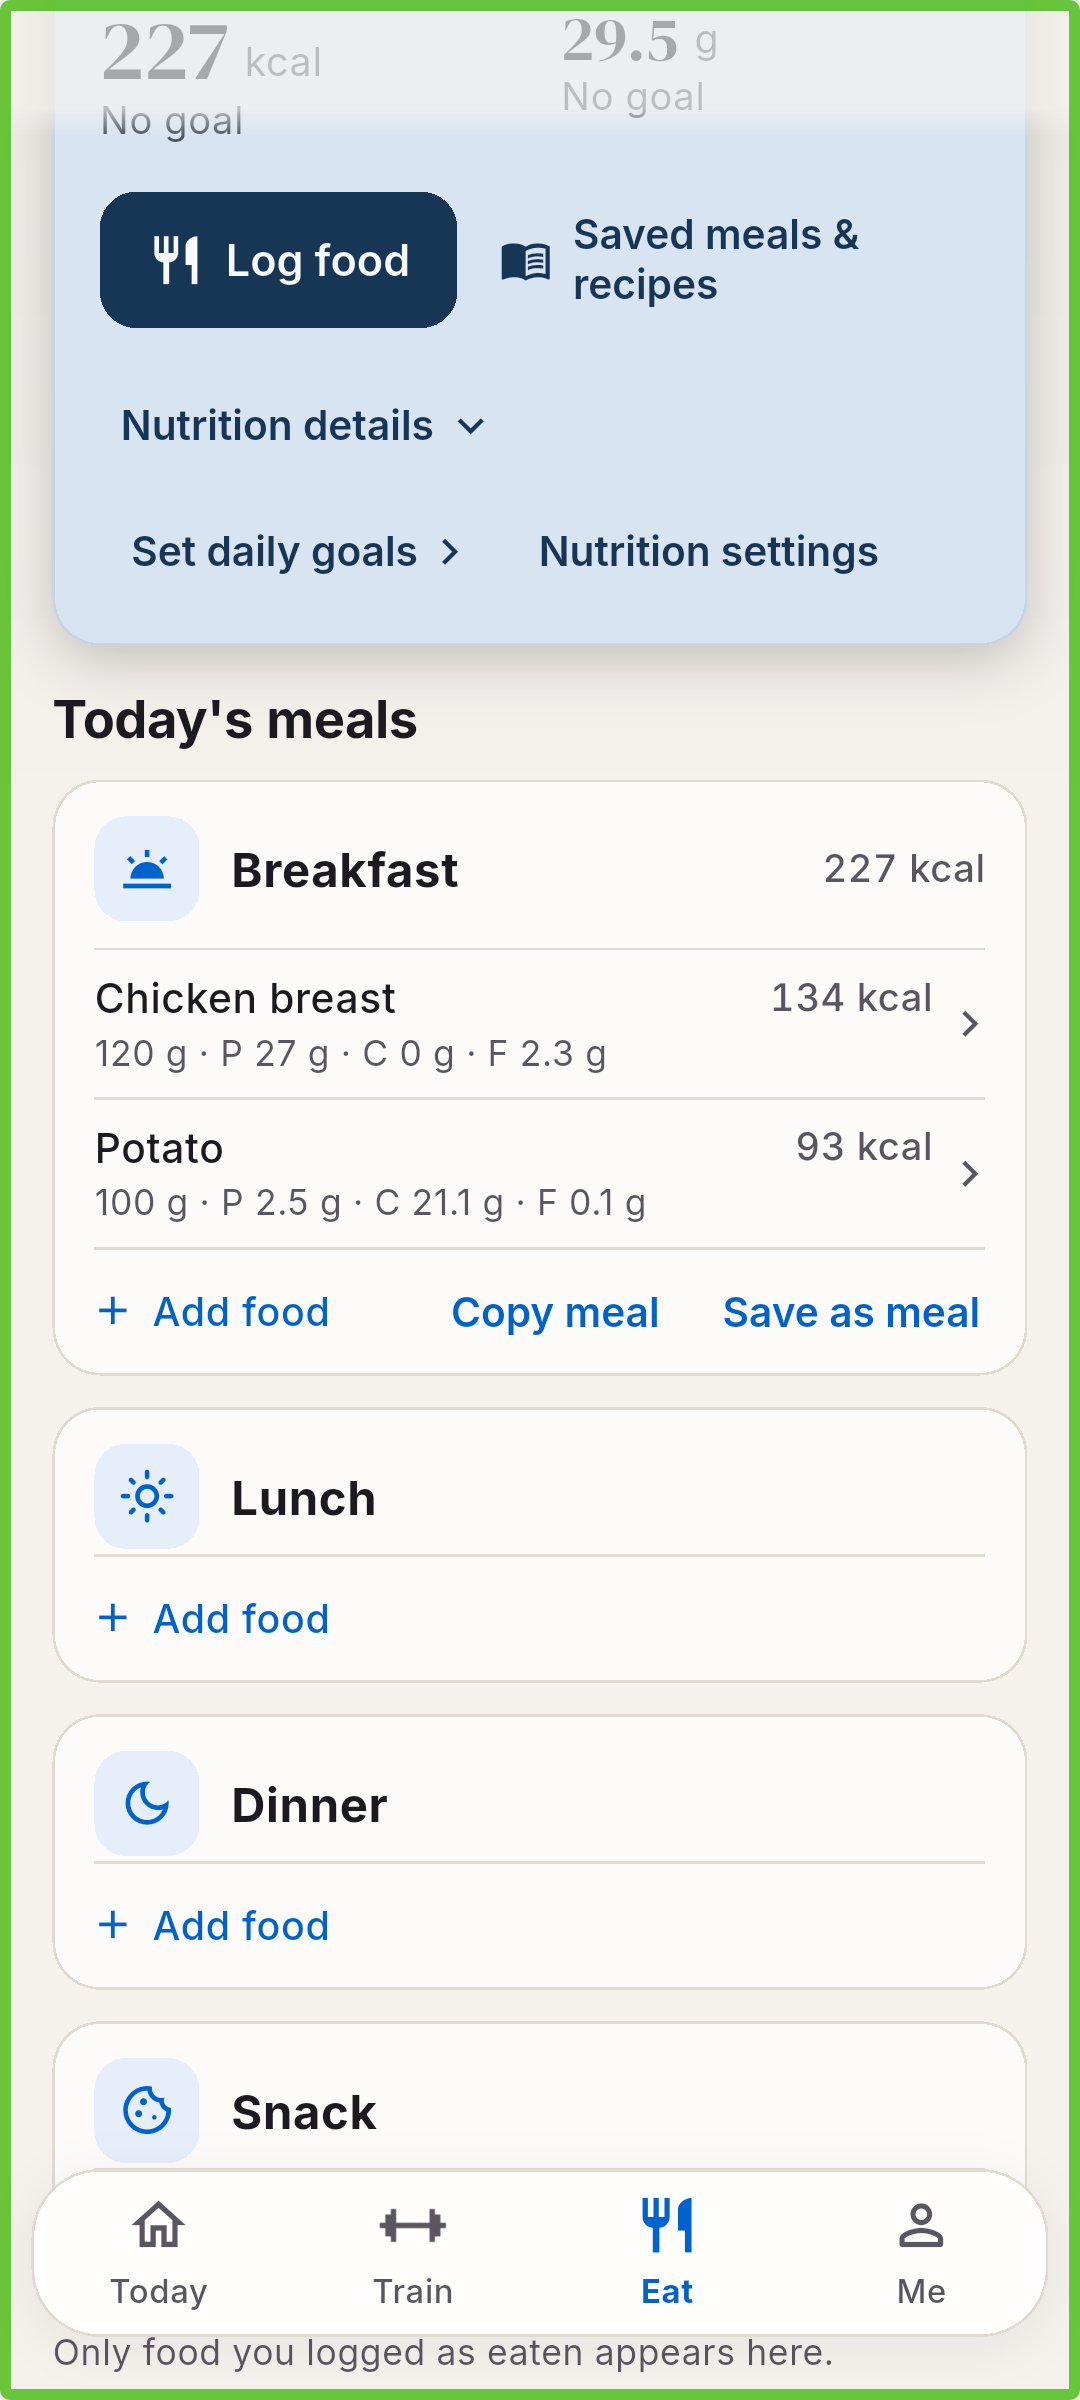 227 kcal
29.5 g
No goal
No goal
Log food
Saved meals &
recipes
Nutrition details
Set daily goals
Nutrition settings
Today's meals
Breakfast
227 kcal
Chicken breast
134 kcal
120 g · P 27 g · C 0 g · F 2.3 g
Potato
93 kcal
100 g · P 2.5 g · C 21.1 g · F 0.1 g
+ Add food
Copy meal
Save as meal
Lunch
+ Add food
Dinner
+ Add food
Snack
Today
Train
Eat
Me
Only food you logged as eaten appears here.